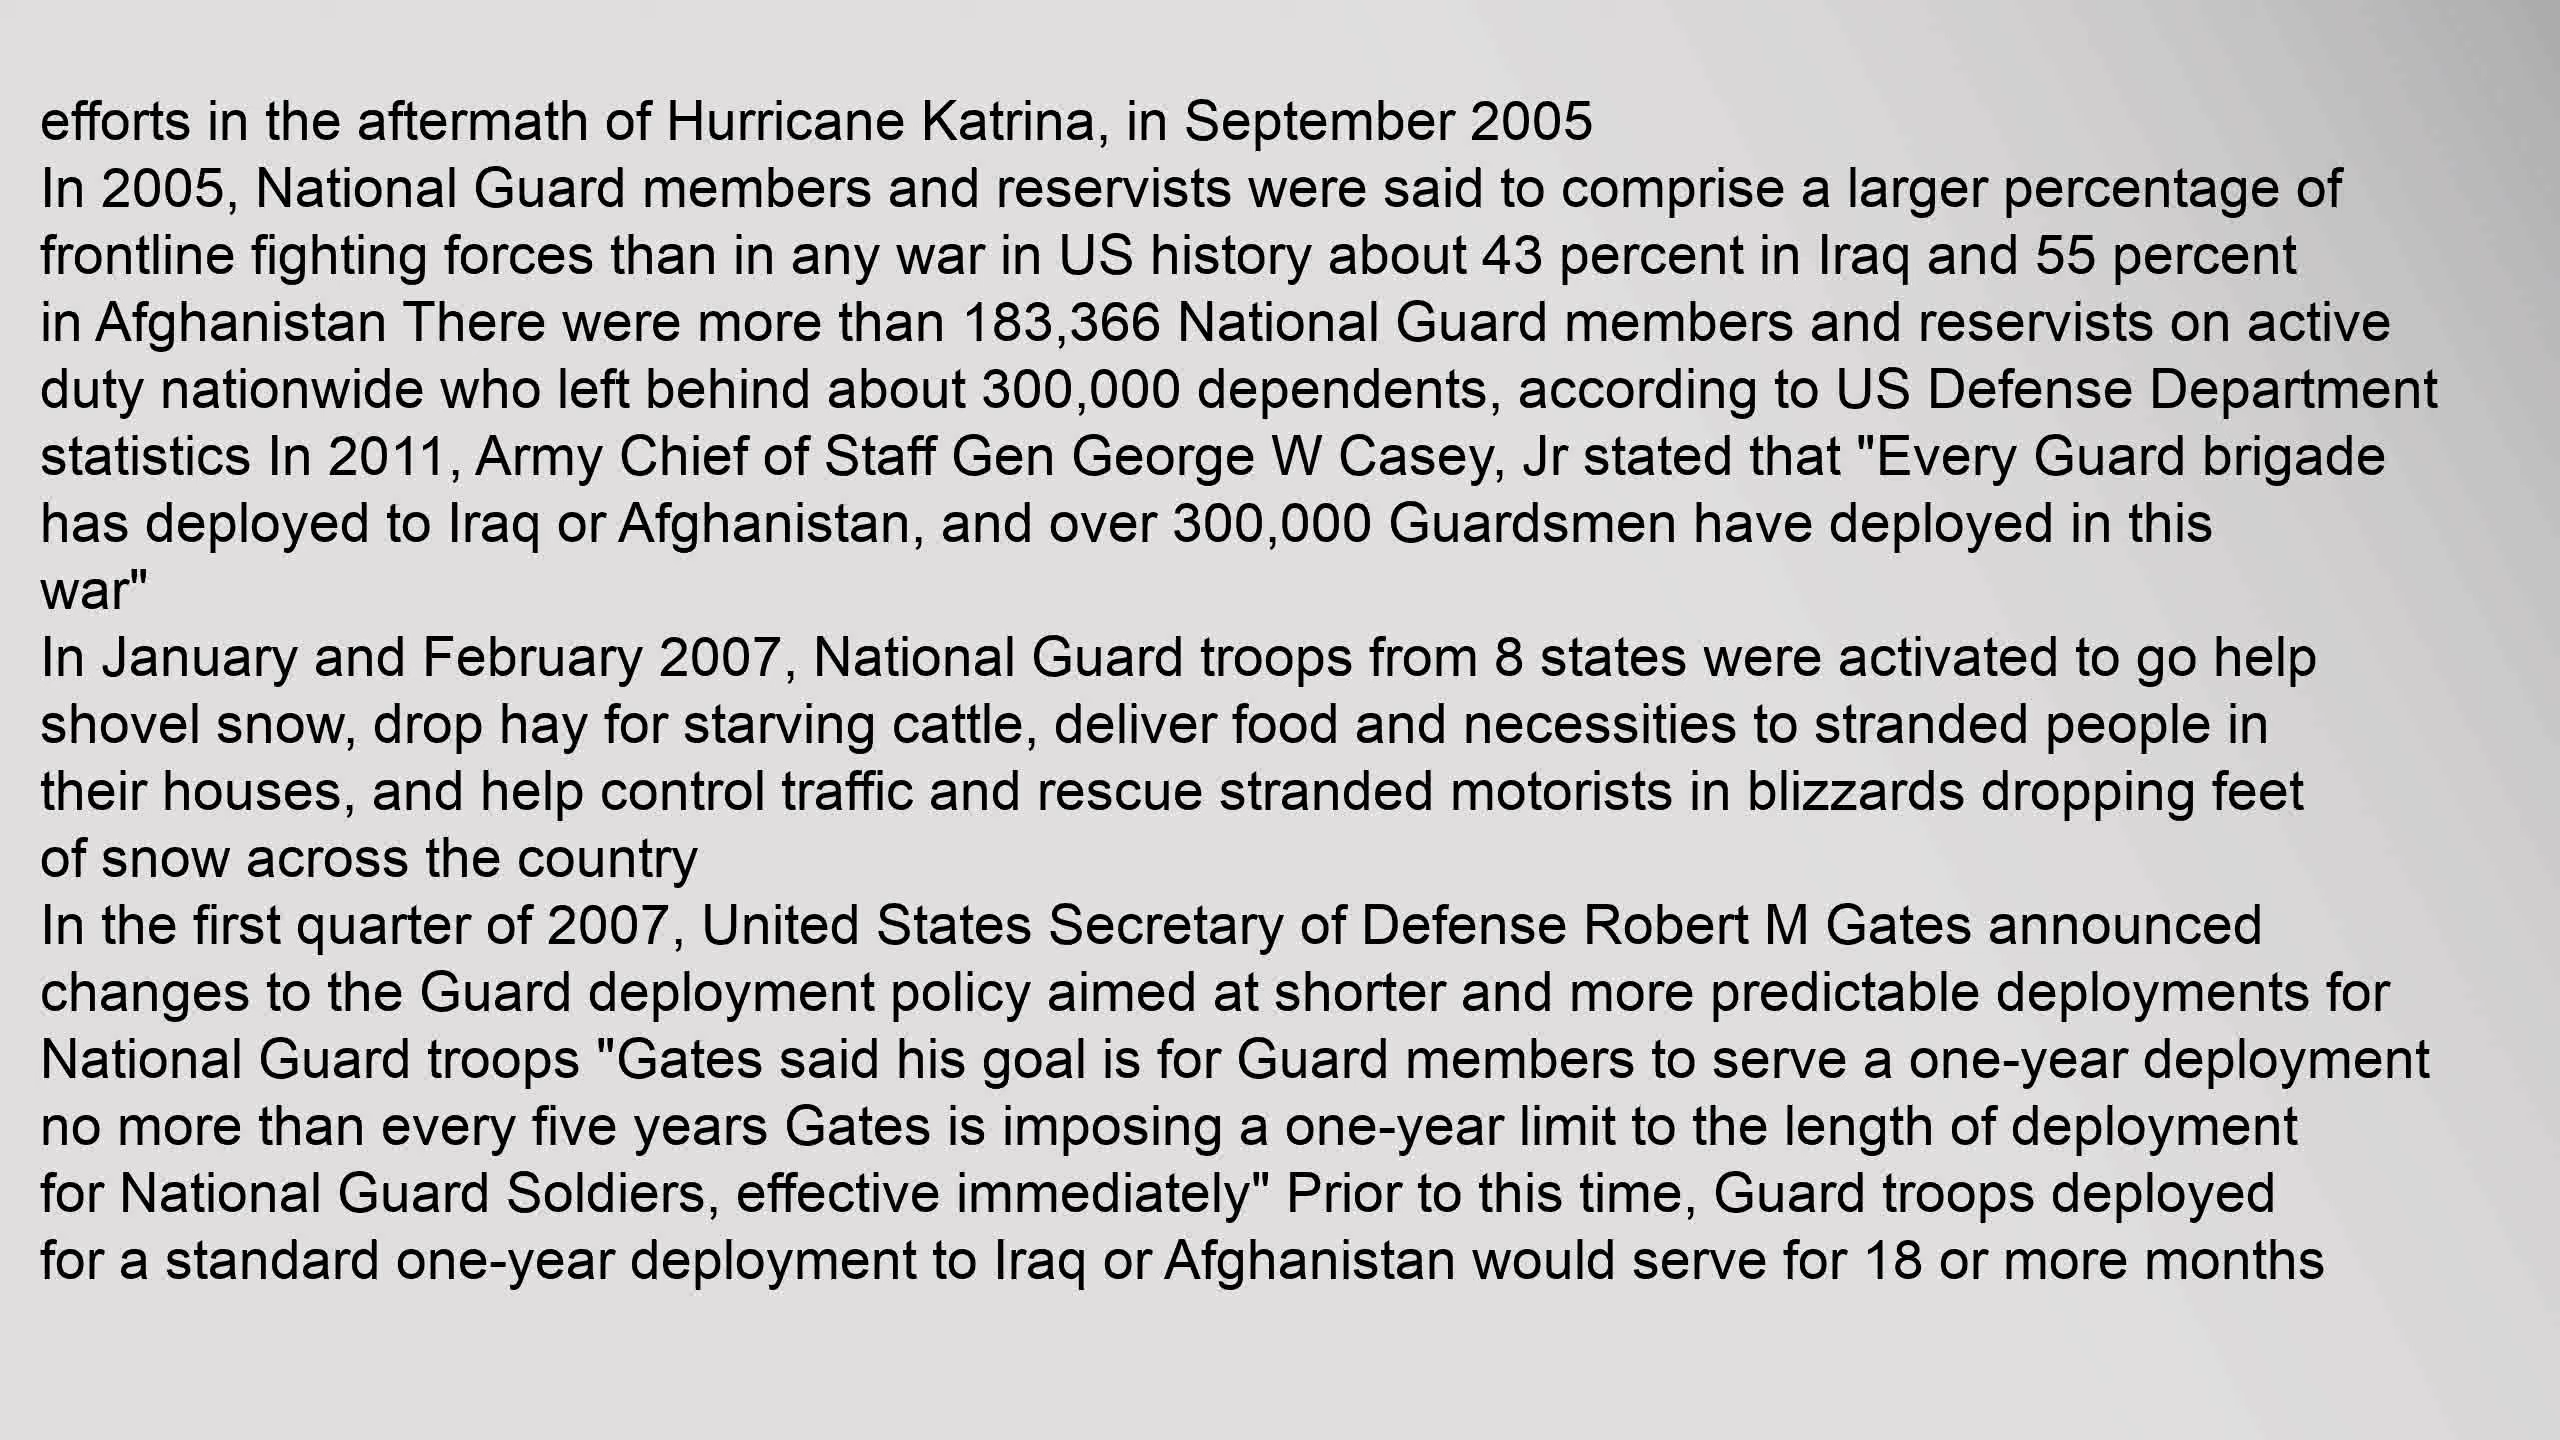 efforts in the aftermath of Hurricane Katrina, in September 2005
In 2005, National Guard members and reservists were said to comprise a larger percentage of
frontline fighting forces than in any war in US history about 43 percent in Iraq and 55 percent
in Afghanistan There were more than 183,366 National Guard members and reservists on active
duty nationwide who left behind about 300,000 dependents, according to US Defense Department
statistics In 2011, Army Chief of Staff Gen George W Casey, Jr stated that "Every Guard brigade
has deployed to Iraq or Afghanistan, and over 300,000 Guardsmen have deployed in this
war"
In January and February 2007, National Guard troops from 8 states were activated to go help
shovel snow, drop hay for starving cattle, deliver food and necessities to stranded people in
their houses, and help control traffic and rescue stranded motorists in blizzards dropping feet
of snow across the country
In the first quarter of 2007, United States Secretary of Defense Robert M Gates announced
changes to the Guard deployment policy aimed at shorter and more predictable deployments for
National Guard troops "Gates said his goal is for Guard members to serve a one-year deployment
no more than every five years Gates is imposing a one-year limit to the length of deployment
for National Guard Soldiers, effective immediately" Prior to this time, Guard troops deployed
for a standard one-year deployment to Iraq or Afghanistan would serve for 18 or more months